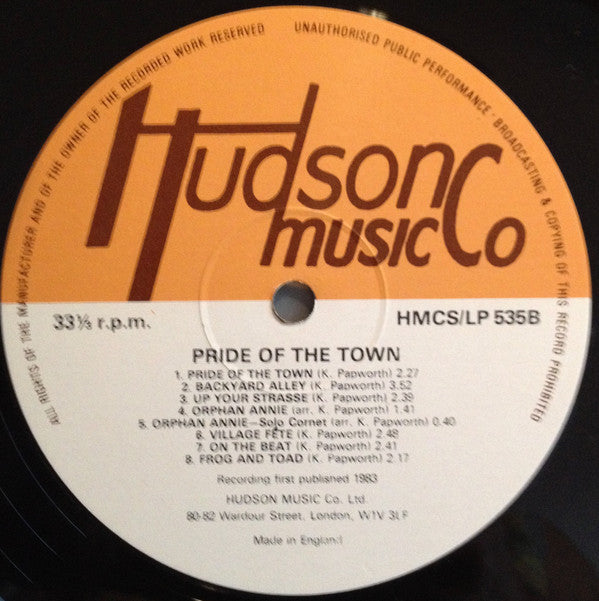 ALL RIGHTS OF THE MANUFACTURER AND OF THE OWNER OF THE RECORDED WORK RESERVED
UNAUTHORISED PUBLIC PERFORMANCE · BROADCASTING & COPYING OF THIS RECORD PROHIBITED
Hudson
music Co
33⅓ r.p.m.
HMCS/LP 535B
PRIDE OF THE TOWN
1. PRIDE OF THE TOWN (K. Papworth) 2.27
2. BACKYARD ALLEY (K. Papworth) 3.52
3. UP YOUR STRASSE (K. Papworth) 2.39
4. ORPHAN ANNIE (arr. K. Papworth) 1.41
5. ORPHAN ANNIE—Solo Cornet (arr. K. Papworth) 0.40
6. VILLAGE FÊTE (K. Papworth) 2.48
7. ON THE BEAT (K. Papworth) 2.41
8. FROG AND TOAD (K. Papworth) 2.17
Recording first published 1983
HUDSON MUSIC Co. Ltd.
80-82 Wardour Street, London, W1V 3LF
Made in England